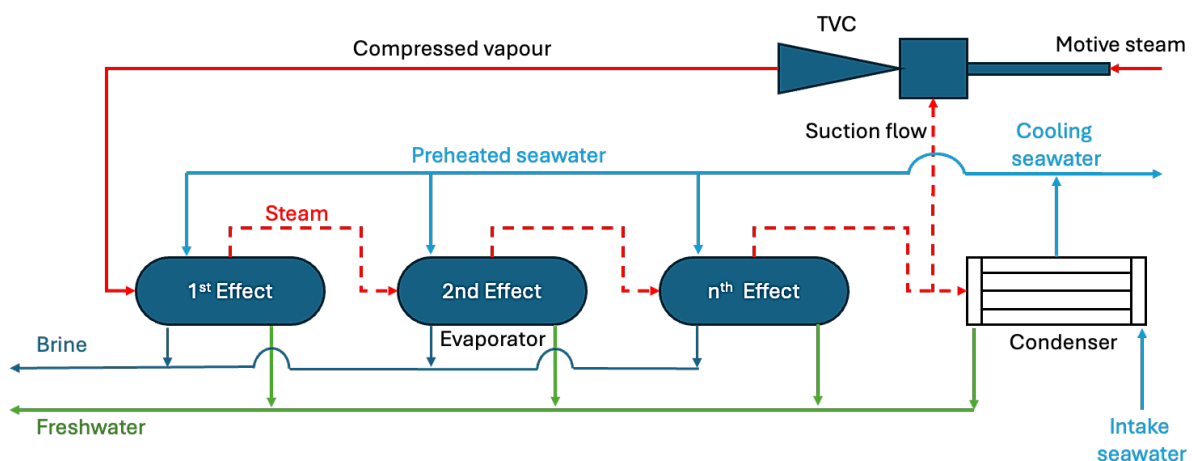 TVC
Compressed vapour
Motive steam
Suction flow
Cooling
seawater
Preheated seawater
Steam
1st Effect
2nd Effect
nth Effect
Evaporator
Condenser
Brine
Freshwater
Intake
seawater